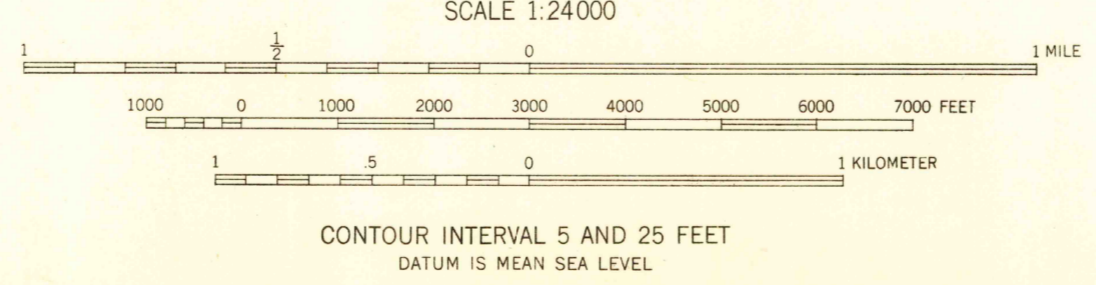 SCALE 1:24000
1 ½ 0 1 MILE
1000 0 1000 2000 3000 4000 5000 6000 7000 FEET
1 .5 0 1 KILOMETER
CONTOUR INTERVAL 5 AND 25 FEET
DATUM IS MEAN SEA LEVEL